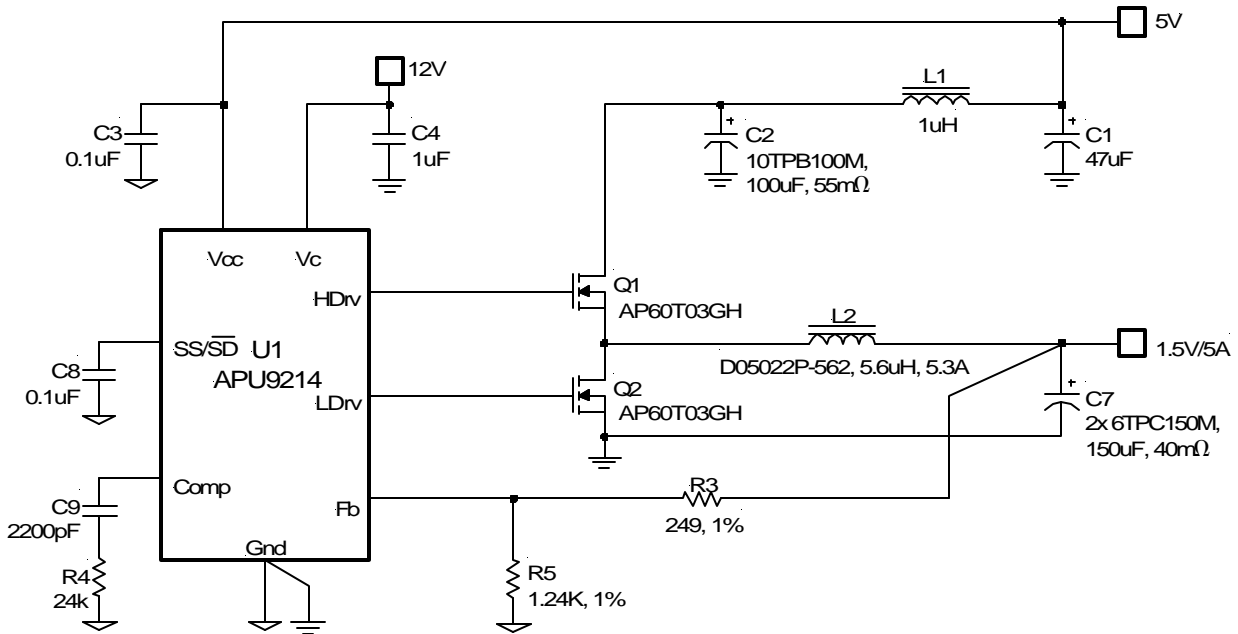 5V
12V
L1
1uH
C3
0.1uF
C4
1uF
C2
10TPB100M,
100uF, 55mΩ
C1
47uF
Vcc
Vc
HDrv
Q1
AP60T03GH
SS/SD
U1
APU9214
L2
D05022P-562, 5.6uH, 5.3A
1.5V/5A
C8
0.1uF
LDrv
Q2
AP60T03GH
C7
2x 6TPC150M,
150uF, 40mΩ
Comp
C9
2200pF
Fb
R3
249, 1%
Gnd
R4
24k
R5
1.24K, 1%